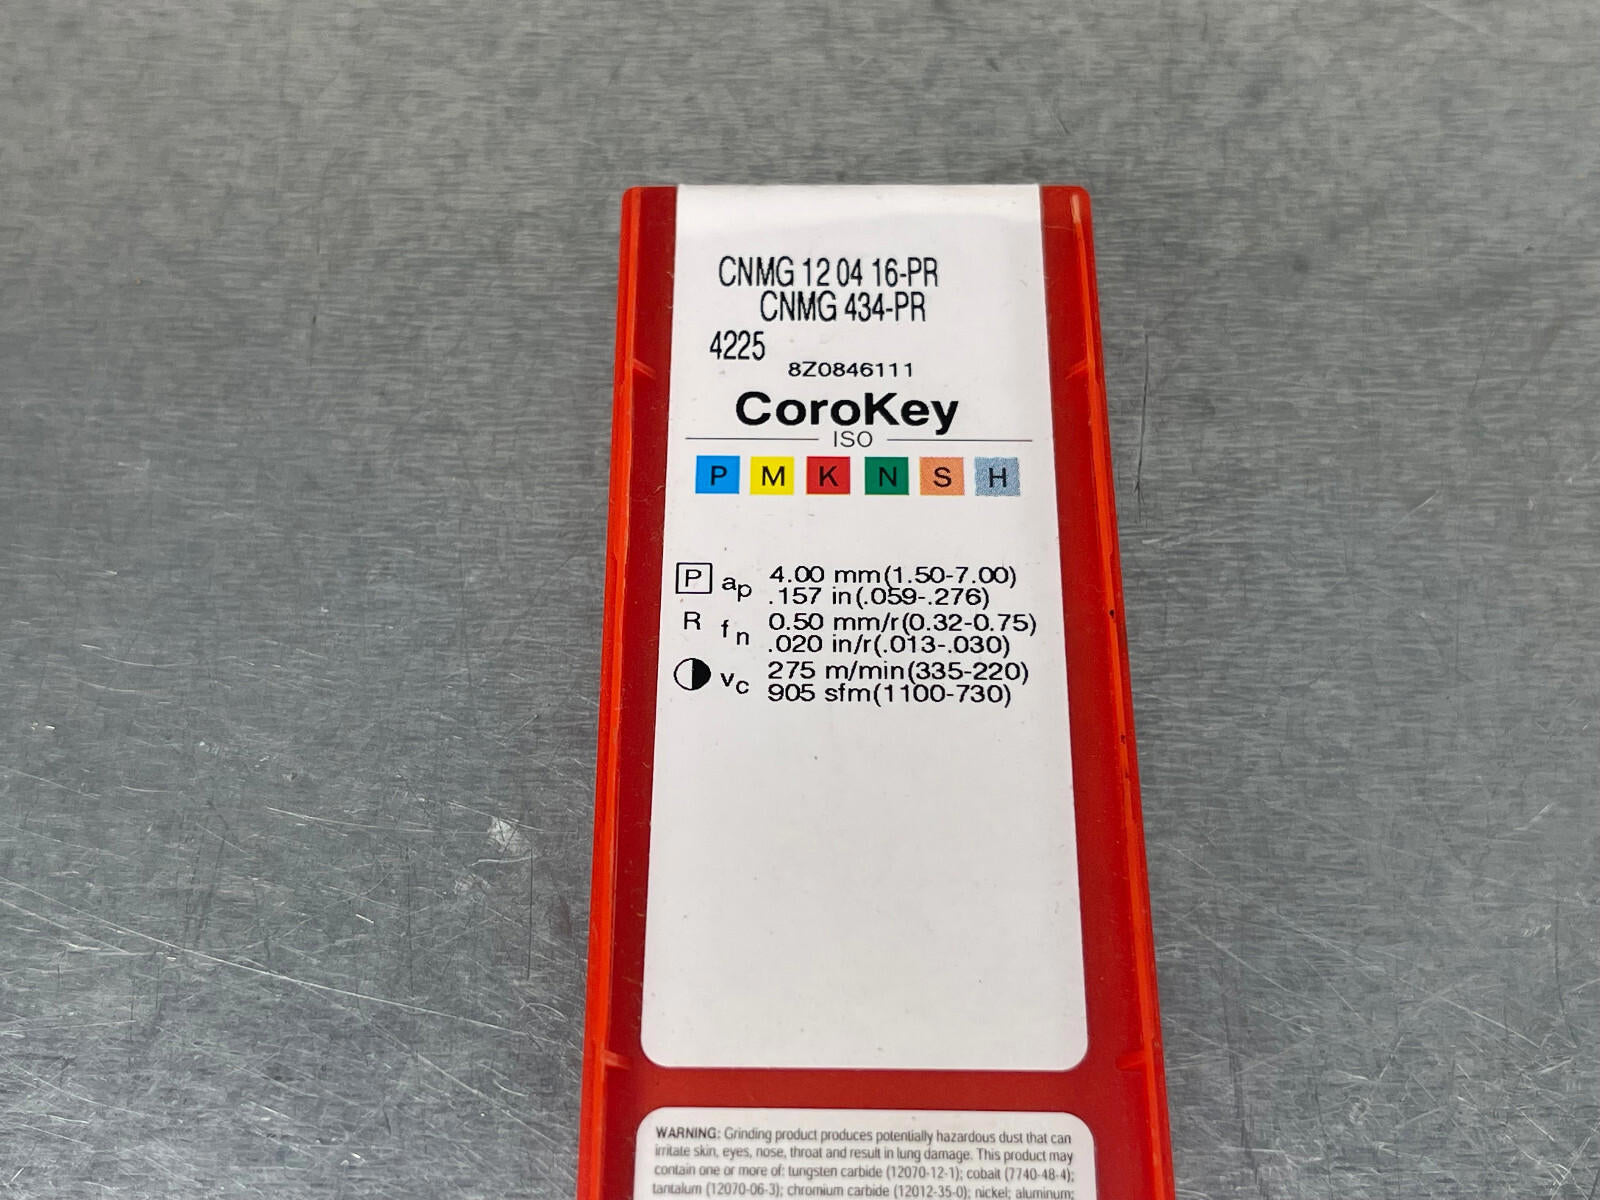 CNMG 12 04 16-PR
CNMG 434-PR
4225
8Z0846111
CoroKey
ISO
P M K N S H
P ap 4.00 mm(1.50-7.00)
.157 in(.059-.276)
R fn 0.50 mm/r(0.32-0.75)
.020 in/r(.013-.030)
vc 275 m/min(335-220)
905 sfm(1100-730)
WARNING: Grinding product produces potentially hazardous dust that can
irritate skin, eyes, nose, throat and result in lung damage. This product may
contain one or more of: tungsten carbide (12070-12-1); cobalt (7740-48-4);
tantalum (12070-06-3); chromium carbide (12012-35-0); nickel; aluminum;